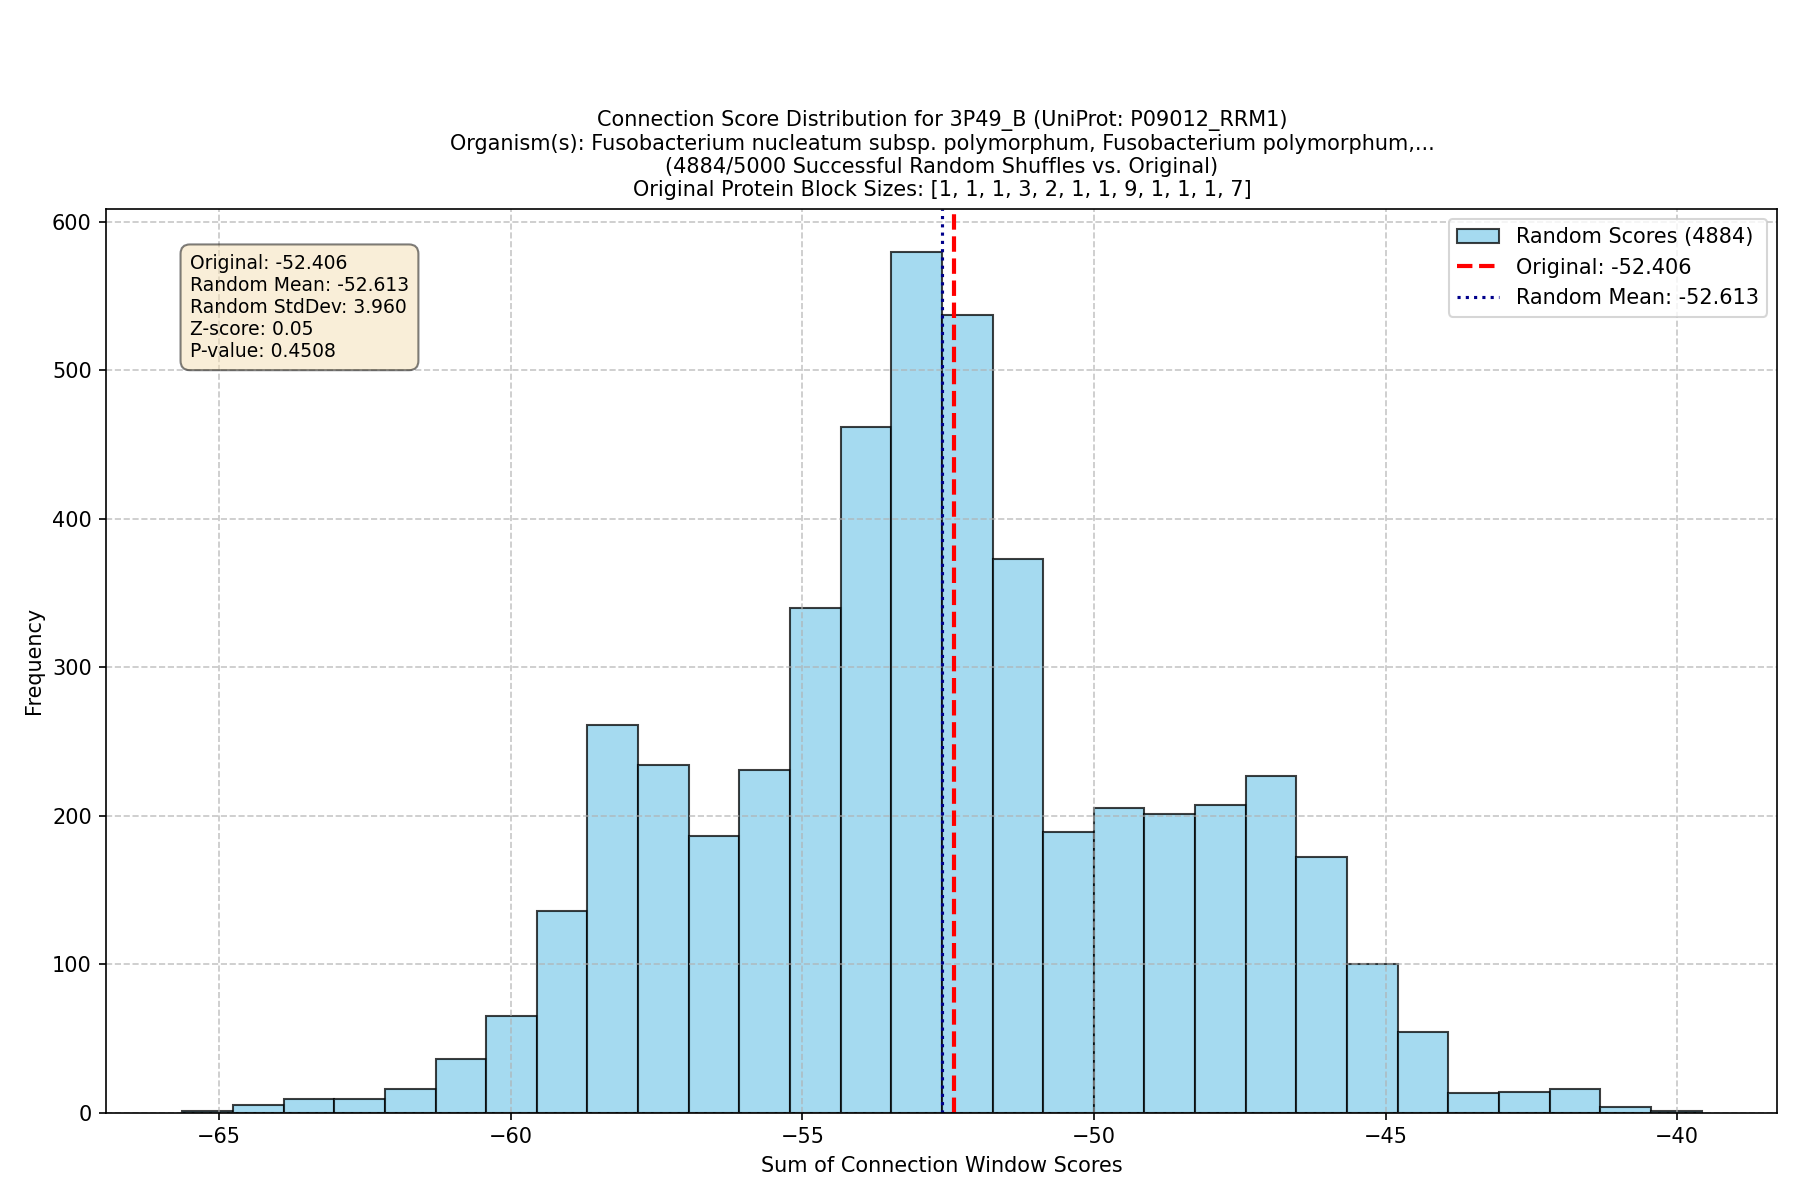 Connection Score Distribution for 3P49_B (UniProt: P09012_RRM1)
Organism(s): Fusobacterium nucleatum subsp. polymorphum, Fusobacterium polymorphum,...
(4884/5000 Successful Random Shuffles vs. Original)
Original Protein Block Sizes: [1, 1, 1, 3, 2, 1, 1, 9, 1, 1, 1, 7]
Original: -52.406
Random Mean: -52.613
Random StdDev: 3.960
Z-score: 0.05
P-value: 0.4508
Random Scores (4884)
Original: -52.406
Random Mean: -52.613
Frequency
600
500
400
300
200
100
0
−65
−60
−55
−50
−45
−40
Sum of Connection Window Scores